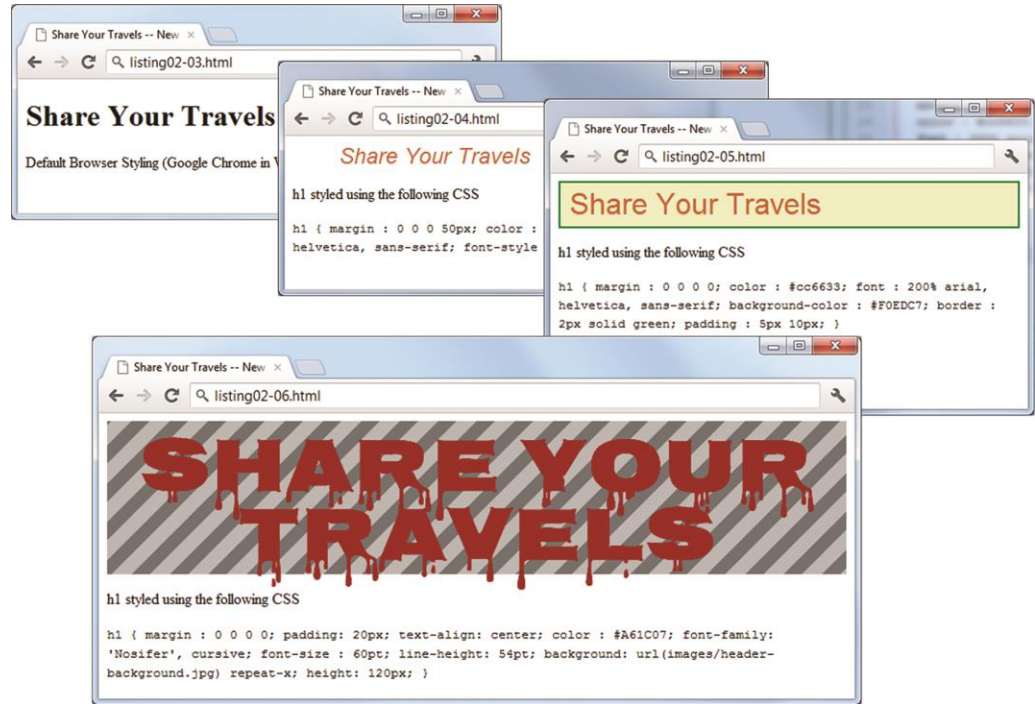 Share Your Travels -- New
listing02-03.html
Share Your Travels
Default Browser Styling (Google Chrome in
Share Your Travels -- New
listing02-04.html
Share Your Travels
h1 styled using the following CSS
h1 { margin : 0 0 0 50px; color :
helvetica, sans-serif; font-style
Share Your Travels -- New
listing02-05.html
Share Your Travels
h1 styled using the following CSS
h1 { margin : 0 0 0 0; color : #cc6633; font : 200% arial,
helvetica, sans-serif; background-color : #F0EDC7; border :
2px solid green; padding : 5px 10px; }
Share Your Travels -- New
listing02-06.html
SHARE YOUR
TRAVELS
h1 styled using the following CSS
h1 { margin : 0 0 0 0; padding: 20px; text-align: center; color : #A61C07; font-family:
'Nosifer', cursive; font-size : 60pt; line-height: 54pt; background: url(images/header-
background.jpg) repeat-x; height: 120px; }